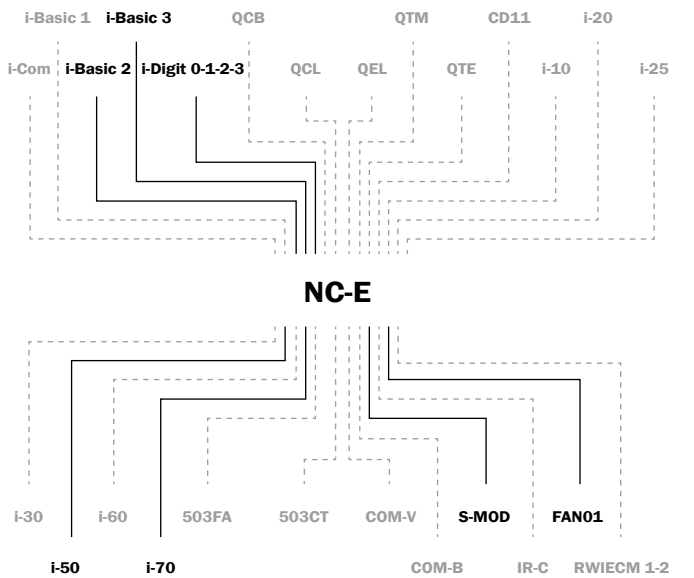 i-Basic 1 i-Basic 3 QCB QTM CD11 i-20
i-Com i-Basic 2 i-Digit 0-1-2-3 QCL QEL QTE i-10 i-25
NC-E
i-30 i-60 503FA 503CT COM-V S-MOD FAN01
i-50 i-70 COM-B IR-C RWIECM 1-2